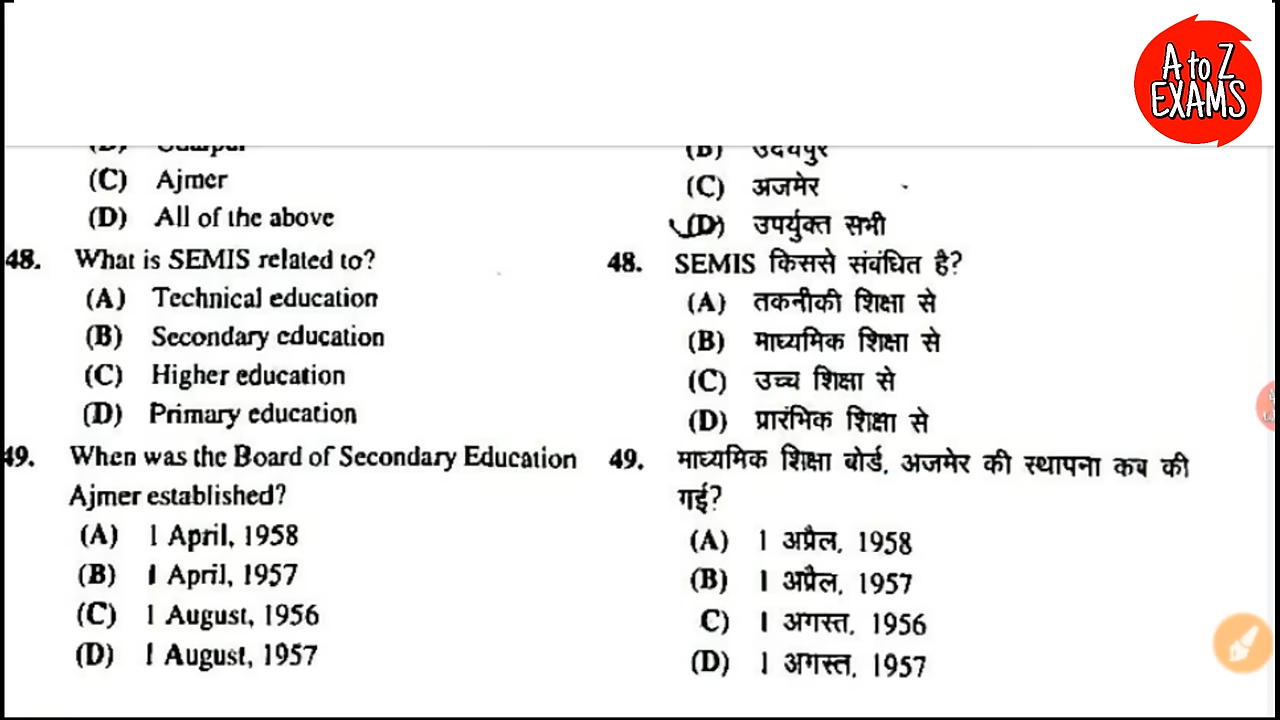 A to Z
EXAMS
(B) Udaipur
(C) Ajmer
(D) All of the above
48. What is SEMIS related to?
(A) Technical education
(B) Secondary education
(C) Higher education
(D) Primary education
49. When was the Board of Secondary Education
Ajmer established?
(A) 1 April, 1958
(B) 1 April, 1957
(C) 1 August, 1956
(D) 1 August, 1957
(B) उदयपुर
(C) अजमेर
(D) उपर्युक्त सभी
48. SEMIS किससे संबंधित है?
(A) तकनीकी शिक्षा से
(B) माध्यमिक शिक्षा से
(C) उच्च शिक्षा से
(D) प्रारंभिक शिक्षा से
49. माध्यमिक शिक्षा बोर्ड, अजमेर की स्थापना कब की
गई?
(A) 1 अप्रैल, 1958
(B) 1 अप्रैल, 1957
C) 1 अगस्त, 1956
(D) 1 अगस्त, 1957